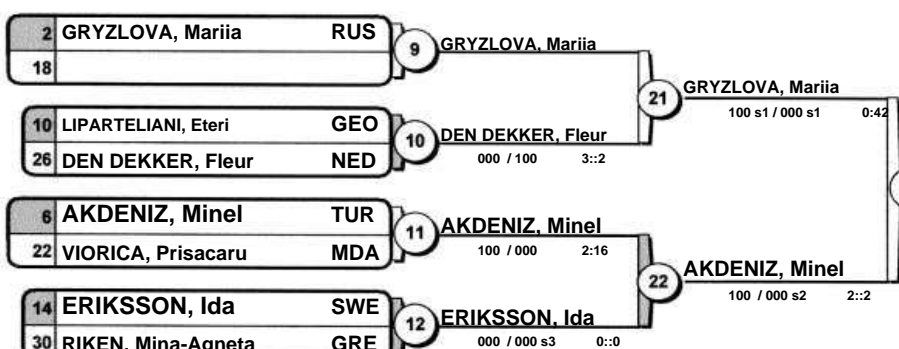 2 GRYZLOVA, Mariia RUS
18
9
GRYZLOVA, Mariia
10 LIPARTELIANI, Eteri GEO
26 DEN DEKKER, Fleur NED
10
DEN DEKKER, Fleur
000 / 100 3::2
21
GRYZLOVA, Mariia
100 s1 / 000 s1 0:42
6 AKDENIZ, Minel TUR
22 VIORICA, Prisacaru MDA
11
AKDENIZ, Minel
100 / 000 2:16
14 ERIKSSON, Ida SWE
30 RIKEN, Mina-Agneta GRE
12
ERIKSSON, Ida
000 / 000 s3 0::0
22
AKDENIZ, Minel
100 / 000 s2 2::2